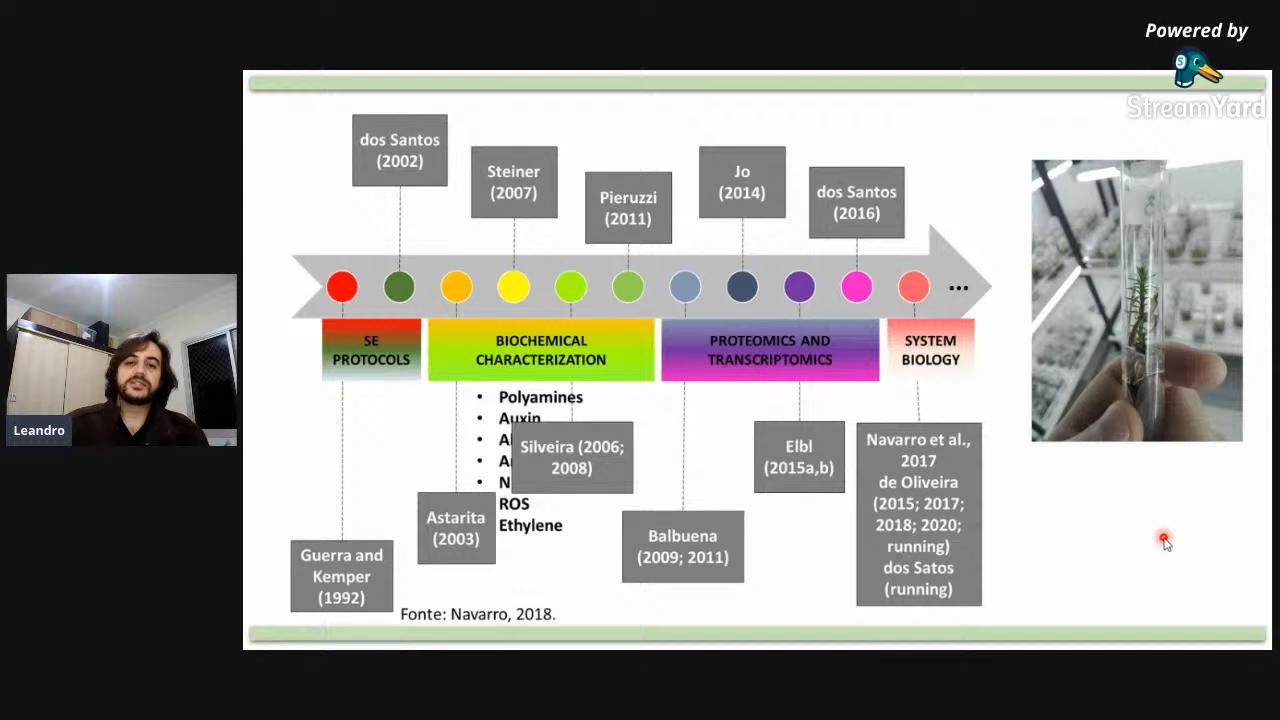 Powered by
StreamYard
dos Santos
(2002)
Steiner
(2007)
Pieruzzi
(2011)
Jo
(2014)
dos Santos
(2016)
...
SE
PROTOCOLS
BIOCHEMICAL
CHARACTERIZATION
PROTEOMICS AND
TRANSCRIPTOMICS
SYSTEM
BIOLOGY
• Polyamines
• Auxin
ROS
Ethylene
Silveira (2006;
2008)
Astarita
(2003)
Guerra and
Kemper
(1992)
Balbuena
(2009; 2011)
Elbl
(2015a,b)
Navarro et al.,
2017
de Oliveira
(2015; 2017;
2018; 2020;
running)
dos Satos
(running)
Fonte: Navarro, 2018.
Leandro